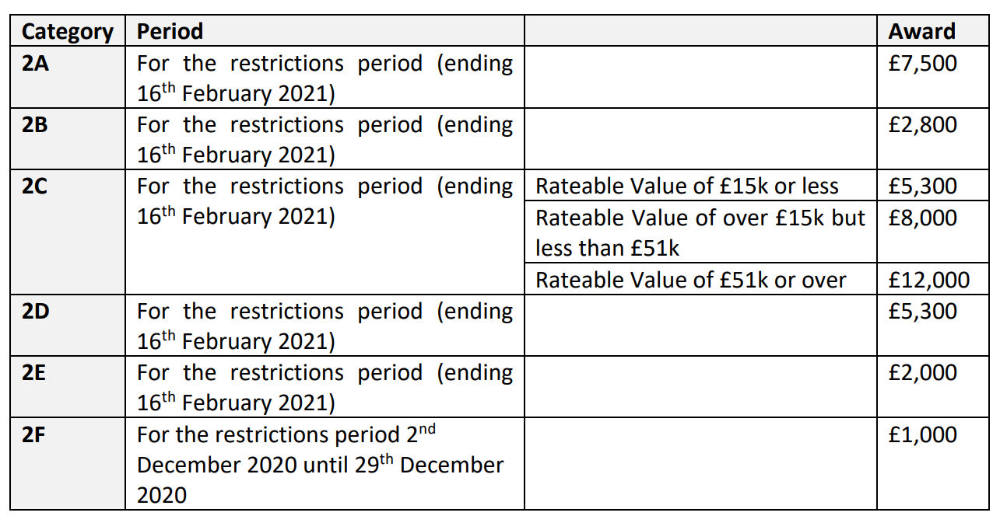 Category Period Award
2A For the restrictions period (ending £7,500
16th February 2021)
2B For the restrictions period (ending £2,800
16th February 2021)
2C For the restrictions period (ending Rateable Value of £15k or less £5,300
16th February 2021) Rateable Value of over £15k but £8,000
less than £51k
Rateable Value of £51k or over £12,000
2D For the restrictions period (ending £5,300
16th February 2021)
2E For the restrictions period (ending £2,000
16th February 2021)
2F For the restrictions period 2nd £1,000
December 2020 until 29th December
2020